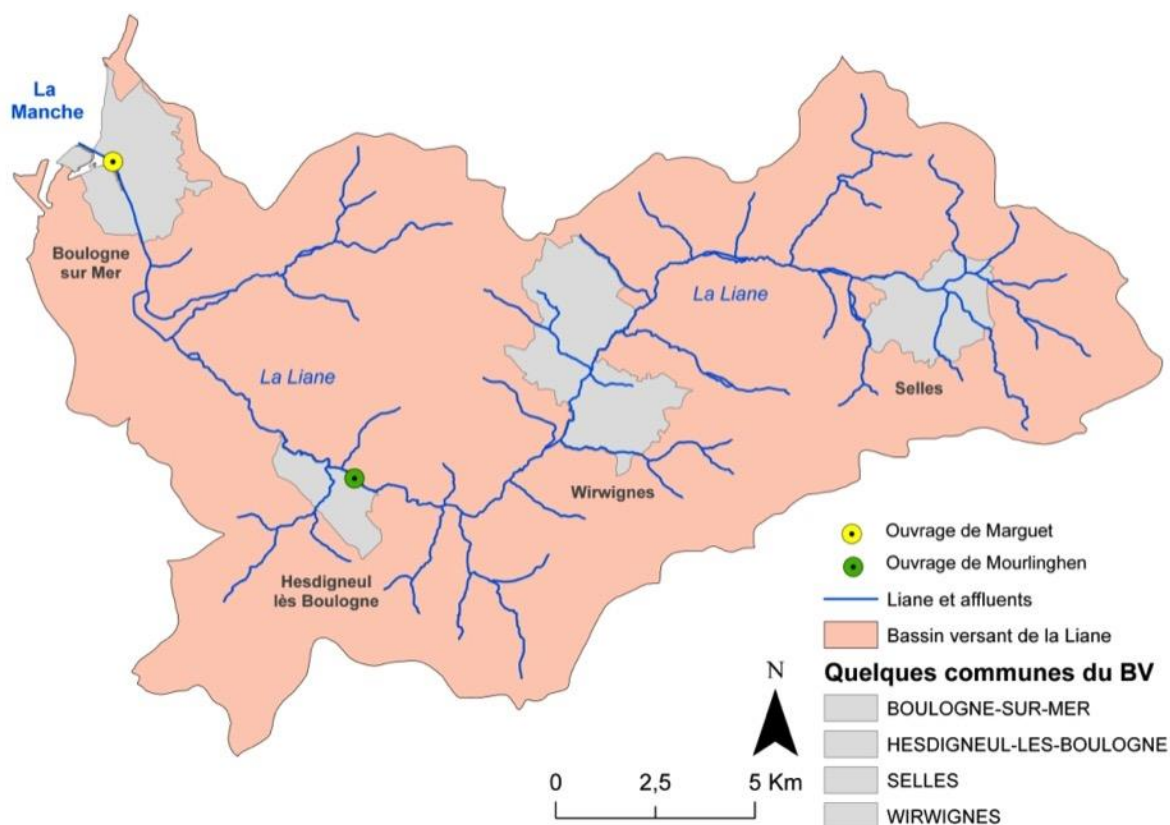 La
Manche
Boulogne
sur Mer
La Liane
La Liane
Selles
Wirwignes
Hesdigneul
lès Boulogne
Ouvrage de Marguet
Ouvrage de Mourlinghen
Liane et affluents
Bassin versant de la Liane
Quelques communes du BV
BOULOGNE-SUR-MER
HESDIGNEUL-LES-BOULOGNE
SELLES
WIRWIGNES
N
0 2,5 5 Km